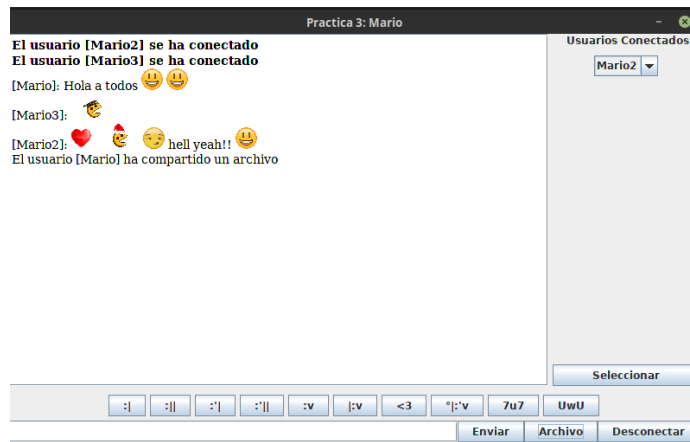 Practica 3: Mario
El usuario [Mario2] se ha conectado
El usuario [Mario3] se ha conectado
[Mario]: Hola a todos
[Mario3]:
[Mario2]: hell yeah!!
El usuario [Mario] ha compartido un archivo
Usuarios Conectados
Mario2
Seleccionar
:| :|| :'| :'|| :v |:v <3 °|:'v 7u7 UwU
Enviar Archivo Desconectar